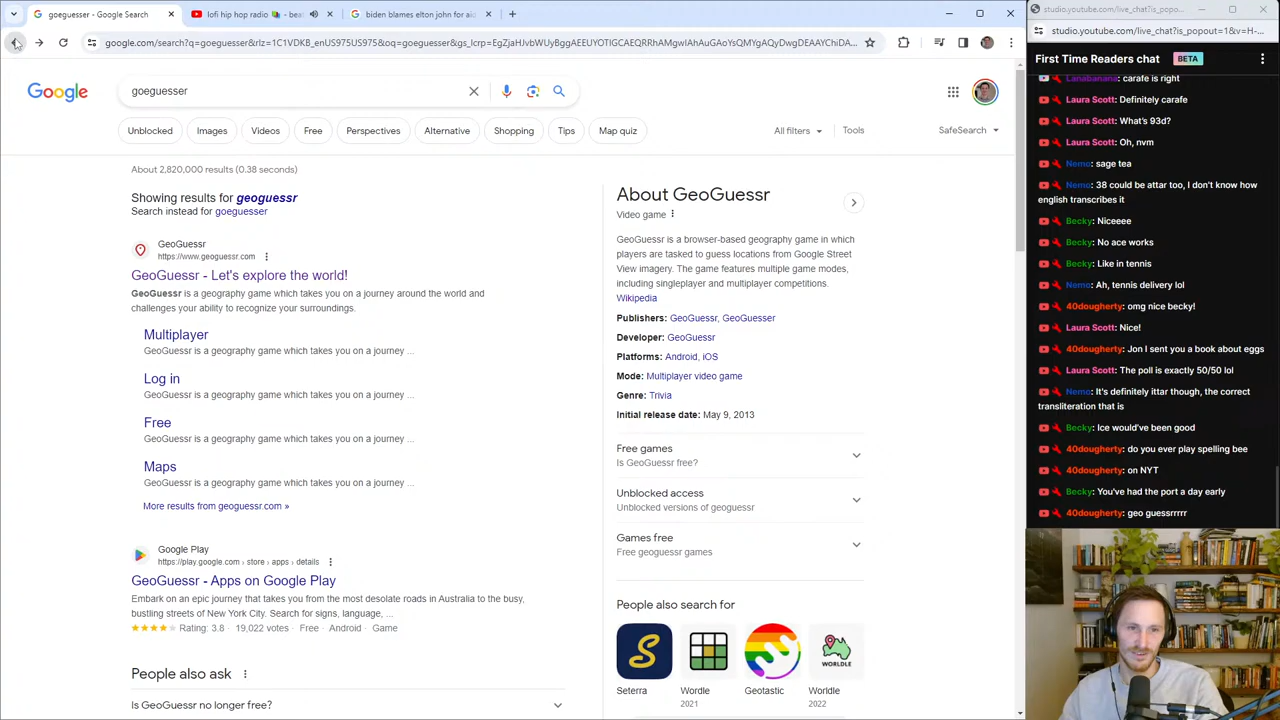 goeguesser - Google Search
lofi hip hop radio
biden blames elton john for aid
google.com/search?q=goeguesser&rlz=1C1VDKB_enUS
Google
goeguesser
Unblocked
Images
Videos
Free
Alternative
Shopping
Tips
Map quiz
All filters
Tools
SafeSearch
About 2,820,000 results (0.38 seconds)
Showing results for geoguessr
Search instead for goeguesser
GeoGuessr
https://www.geoguessr.com
GeoGuessr - Let's explore the world!
GeoGuessr is a geography game which takes you on a journey around the world and
challenges your ability to recognize your surroundings.
Multiplayer
GeoGuessr is a geography game which takes you on a journey ...
Log in
GeoGuessr is a geography game which takes you on a journey ...
Free
GeoGuessr is a geography game which takes you on a journey ...
Maps
GeoGuessr is a geography game which takes you on a journey ...
More results from geoguessr.com »
Google Play
https://play.google.com › store › apps › details
GeoGuessr - Apps on Google Play
Embark on an epic journey that takes you from the most desolate roads in Australia to the busy,
bustling streets of New York City. Search for signs, language,
Rating: 3.8 · 19,022 votes · Free · Android · Game
People also ask
Is GeoGuessr no longer free?
About GeoGuessr
Video game
GeoGuessr is a browser-based geography game in which
players are tasked to guess locations from Google Street
View imagery. The game features multiple game modes,
including singleplayer and multiplayer competitions.
Wikipedia
Publishers: GeoGuessr, GeoGuesser
Developer: GeoGuessr
Platforms: Android, iOS
Mode: Multiplayer video game
Genre: Trivia
Initial release date: May 9, 2013
Free games
Is GeoGuessr free?
Unblocked access
Unblocked versions of geoguessr
Games free
Free geoguessr games
People also search for
WORLDLE
Seterra
Wordle
2021
Geotastic
Worldle
2022
studio.youtube.com/live_chat?is_popo...
studio.youtube.com/live_chat?is_popout=1&v=H-...
First Time Readers chat BETA
Lanabanana: carafe is right
Laura Scott: Definitely carafe
Laura Scott: What's 93d?
Laura Scott: Oh, nvm
Nemo: sage tea
Nemo: 38 could be attar too, I don't know how
english transcribes it
Becky: Niceeee
Becky: No ace works
Becky: Like in tennis
Nemo: Ah, tennis delivery lol
40dougherty: omg nice becky!
Laura Scott: Nice!
40dougherty: Jon I sent you a book about eggs
Laura Scott: The poll is exactly 50/50 lol
Nemo: It's definitely ittar though, the correct
transliteration that is
Becky: Ice would've been good
40dougherty: do you ever play spelling bee
40dougherty: on NYT
Becky: You've had the port a day early
40dougherty: geo guessrrrrr